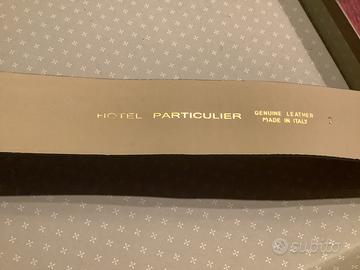 HOTEL PARTICULIER
GENUINE LEATHER
MADE IN ITALY
subito